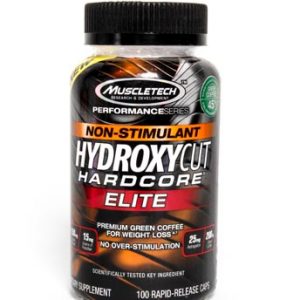 MUSCLETECH
RESEARCH & DEVELOPMENT
PERFORMANCE SERIES
NON-STIMULANT
HYDROXYCUT
HARDCORE
ELITE
PREMIUM GREEN COFFEE
FOR WEIGHT LOSS
NO OVER-STIMULATION
SCIENTIFICALLY TESTED KEY INGREDIENT
SUPPLEMENT
100 RAPID-RELEASE CAPS